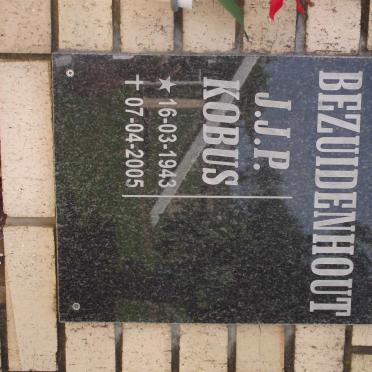 BEZUIDENHOUT
J.J.P.
KOBUS
★ 16-03-1943
✝ 07-04-2005